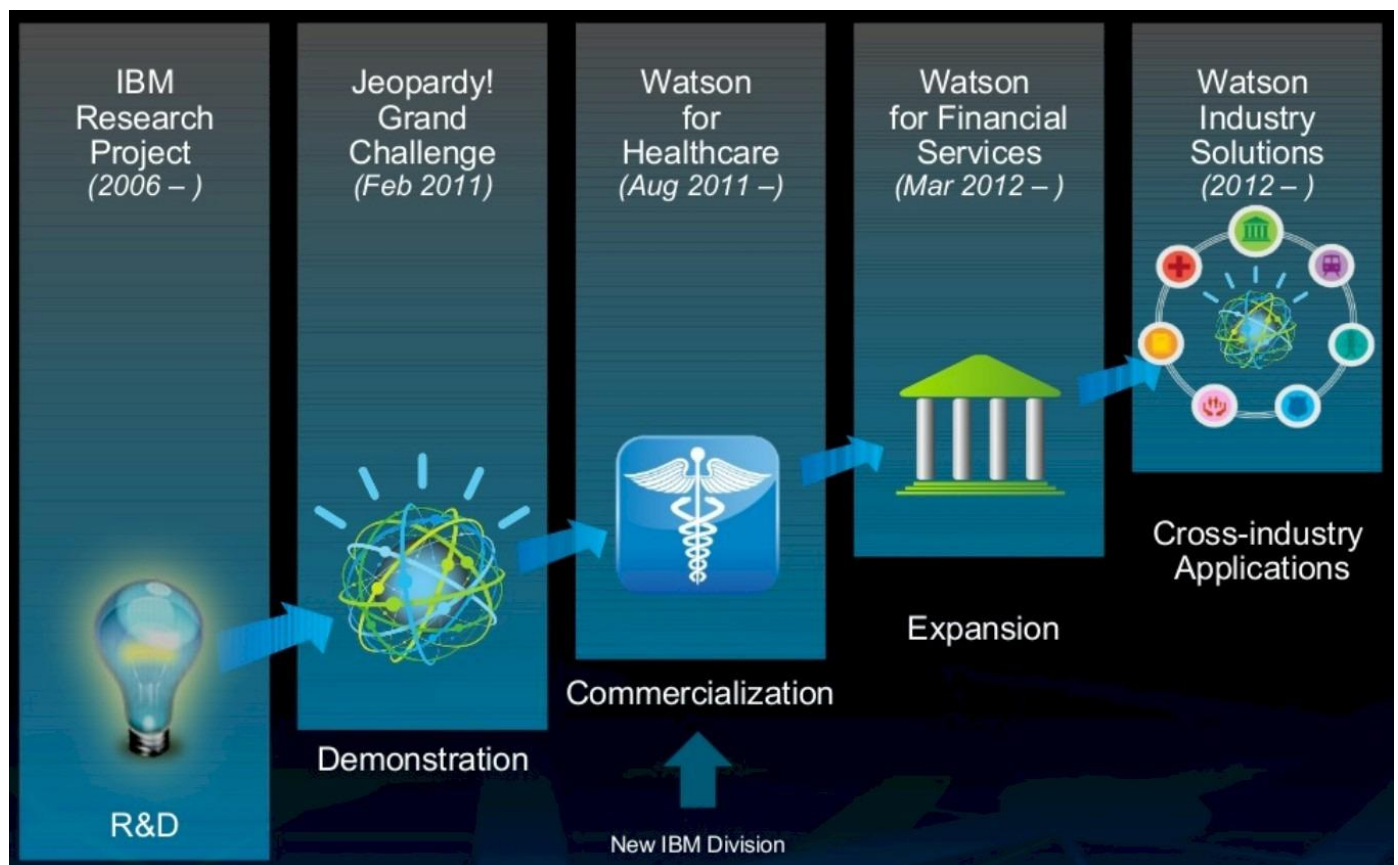 IBM
Research
Project
(2006 – )
R&D
Jeopardy!
Grand
Challenge
(Feb 2011)
Demonstration
Watson
for
Healthcare
(Aug 2011 –)
Commercialization
New IBM Division
Watson
for Financial
Services
(Mar 2012 – )
Expansion
Watson
Industry
Solutions
(2012 – )
Cross-industry
Applications